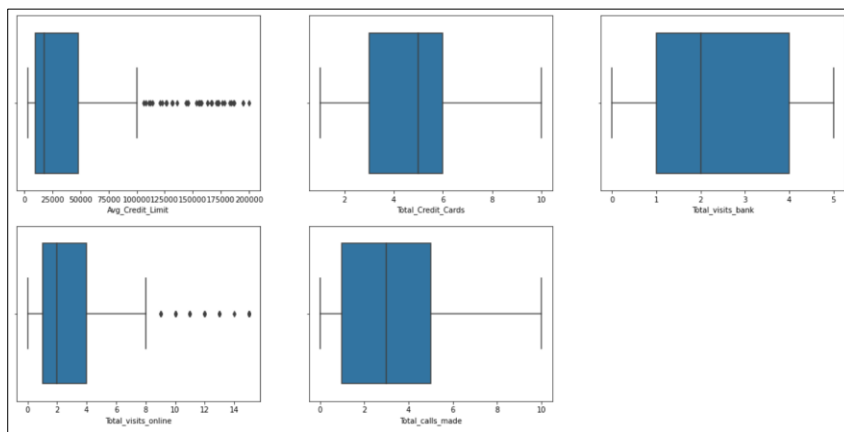 0 25000 50000 75000 100000 125000 150000 175000 200000
Avg_Credit_Limit
2 4 6 8 10
Total_Credit_Cards
0 1 2 3 4 5
Total_visits_bank
0 2 4 6 8 10 12 14
Total_visits_online
0 2 4 6 8 10
Total_calls_made